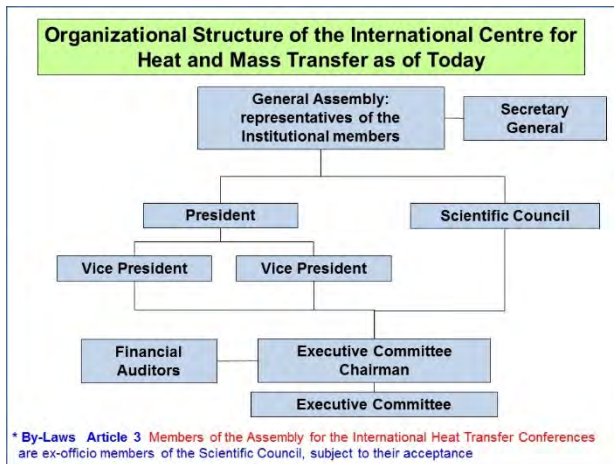 Organizational Structure of the International Centre for
Heat and Mass Transfer as of Today
General Assembly:
representatives of the
Institutional members
Secretary
General
President
Scientific Council
Vice President
Vice President
Financial
Auditors
Executive Committee
Chairman
Executive Committee
* By-Laws Article 3 Members of the Assembly for the International Heat Transfer Conferences
are ex-officio members of the Scientific Council, subject to their acceptance